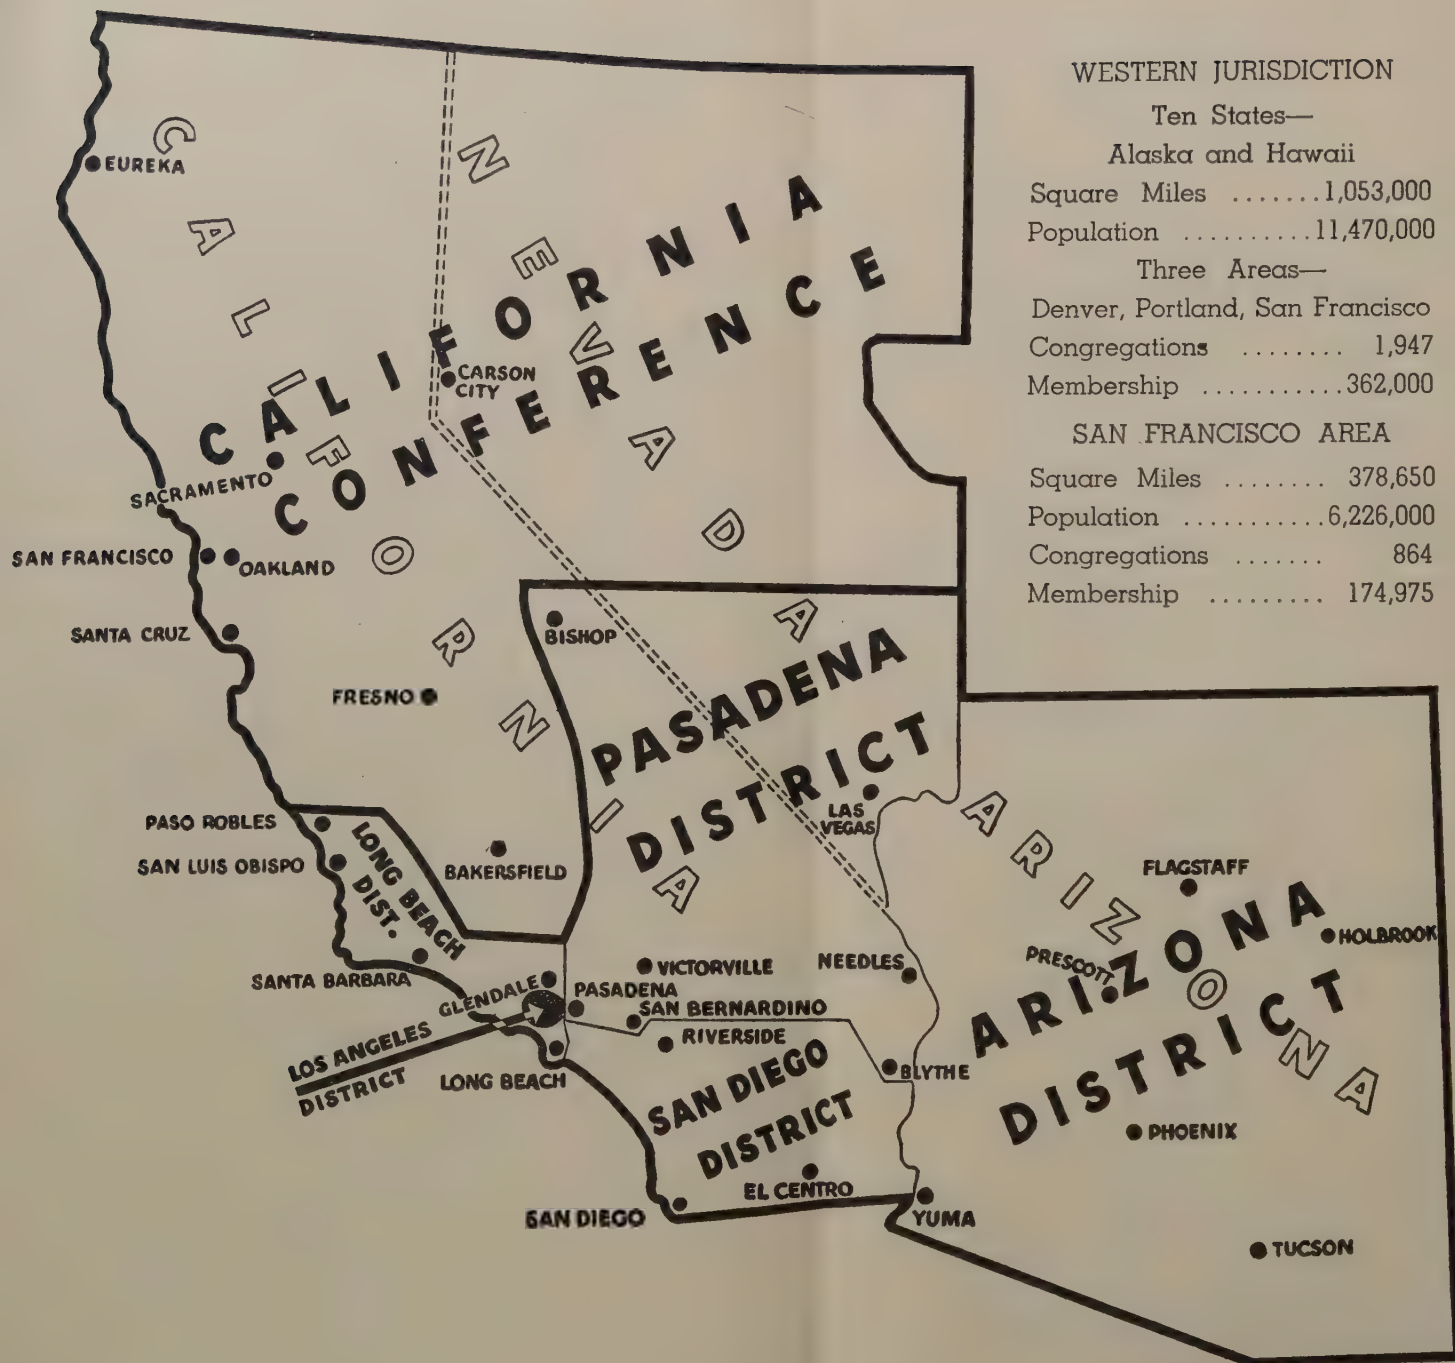 WESTERN JURISDICTION
Ten States—
Alaska and Hawaii
Square Miles .......1,053,000
Population ..........11,470,000
Three Areas—
Denver, Portland, San Francisco
Congregations ........ 1,947
Membership ...........362,000
SAN FRANCISCO AREA
Square Miles ........ 378,650
Population ...........6,226,000
Congregations ....... 864
Membership ......... 174,975
CALIFORNIA
NEVADA
ARIZONA
CALIFORNIA
CONFERENCE
EUREKA
CARSON
CITY
SACRAMENTO
SAN FRANCISCO
OAKLAND
SANTA CRUZ
BISHOP
FRESNO
PASADENA
DISTRICT
LAS
VEGAS
PASO ROBLES
SAN LUIS OBISPO
LONG BEACH
DIST.
BAKERSFIELD
SANTA BARBARA
GLENDALE
PASADENA
VICTORVILLE
NEEDLES
SAN BERNARDINO
RIVERSIDE
LOS ANGELES
DISTRICT
LONG BEACH
SAN DIEGO
DISTRICT
BLYTHE
EL CENTRO
SAN DIEGO
YUMA
FLAGSTAFF
HOLBROOK
PRESCOTT
ARIZONA
DISTRICT
PHOENIX
TUCSON